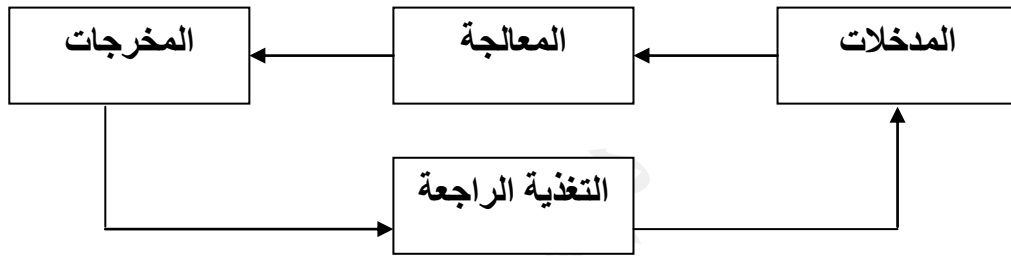 المدخلات
المعالجة
المخرجات
التغذية الراجعة